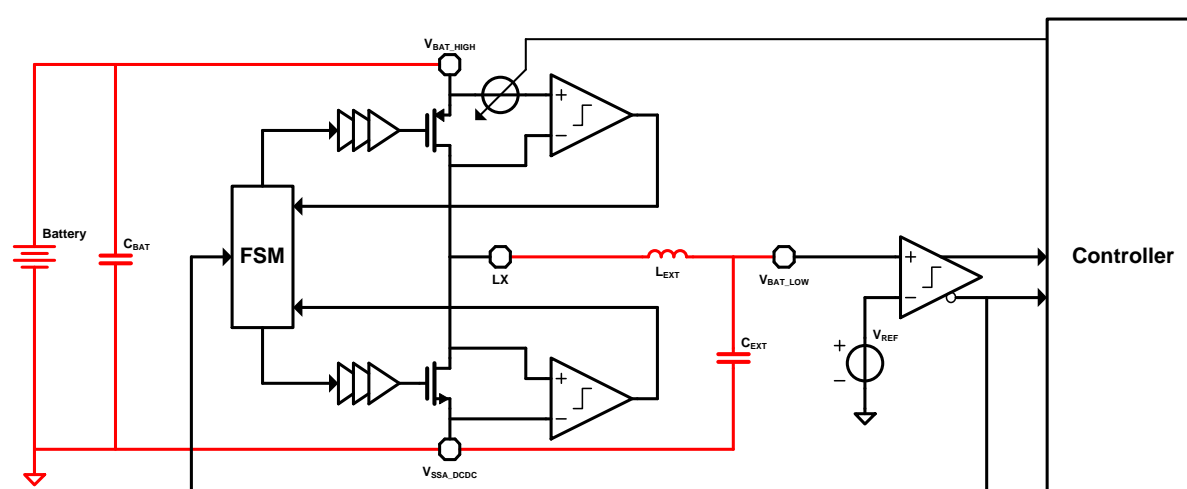 VBAT_HIGH
+
−
Battery
CBAT
FSM
LX
LEXT
VBAT_LOW
+
−
Controller
VREF
+
−
CEXT
+
−
VSSA_DCDC